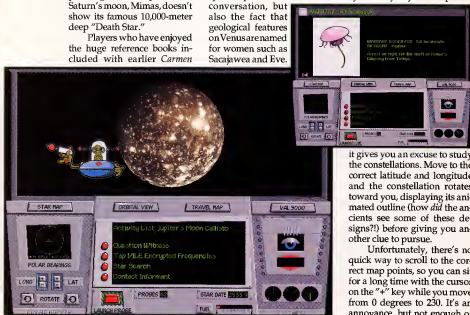 Saturn's moon, Mimas, doesn't
show its famous 10,000-meter
deep "Death Star."
Players who have enjoyed
the huge reference books in-
cluded with earlier Carmen
conversation, but
also the fact that
geological features
on Venus are named
for women such as
Sacajawea and Eve.
it gives you an excuse to study
the constellations. Move to the
correct latitude and longitude
and the constellation rotates
toward you, displaying its ani-
mated outline (how did the an-
cients see some of these de-
signs?!) before giving you an-
other clue to pursue.
Unfortunately, there's no
quick way to scroll to the cor-
rect map points, so you can sit
for a long time with the cursor
on the "+" key while you move
from 0 degrees to 230. It's an
annoyance, but not enough
STAR MAP
ORBITAL VIEW
TRAVEL MAP
VAL 9000
Activity List: Jupiter's Moon Callisto
Question Witness
Tap VILE Encrypted Frequencies
Star Search
Contact Informant
POLAR BEARINGS
LONG
LAT
ROTATE
LAUNCH PROBE
PROBES
STAR DATE
FUEL